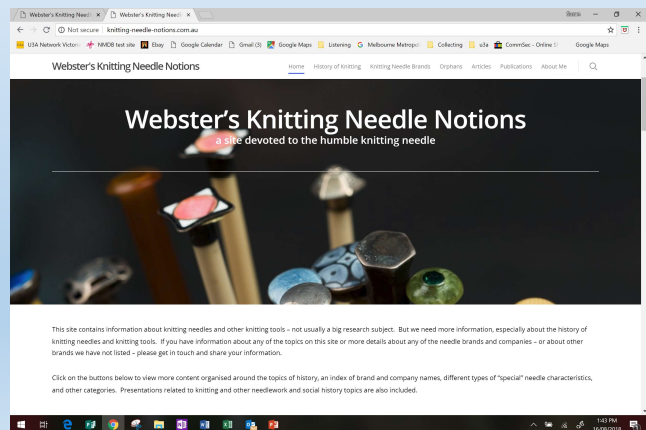 Webster's Knitting Needl
Webster's Knitting Needl
Not secure
knitting-needle-notions.com.au
U3A Network Victoria
NMDB test site
Ebay
Google Calendar
Gmail (3)
Google Maps
Listening
Melbourne Metropol
Collecting
u3a
CommSec - Online
Google Maps
Webster's Knitting Needle Notions
Home
History of Knitting
Knitting Needle Brands
Orphans
Articles
Publications
About Me
Webster's Knitting Needle Notions
a site devoted to the humble knitting needle
This site contains information about knitting needles and other knitting tools – not usually a big research subject. But we need more information, especially about the history of
knitting needles and knitting tools. If you have information about any of the topics on this site or more details about any of the needle brands and companies – or about other
brands we have not listed – please get in touch and share your information.
Click on the buttons below to view more content organised around the topics of history, an index of brand and company names, different types of "special" needle characteristics,
and other categories. Presentations related to knitting and other needlework and social history topics are also included.
1:43 PM
16/06/2018